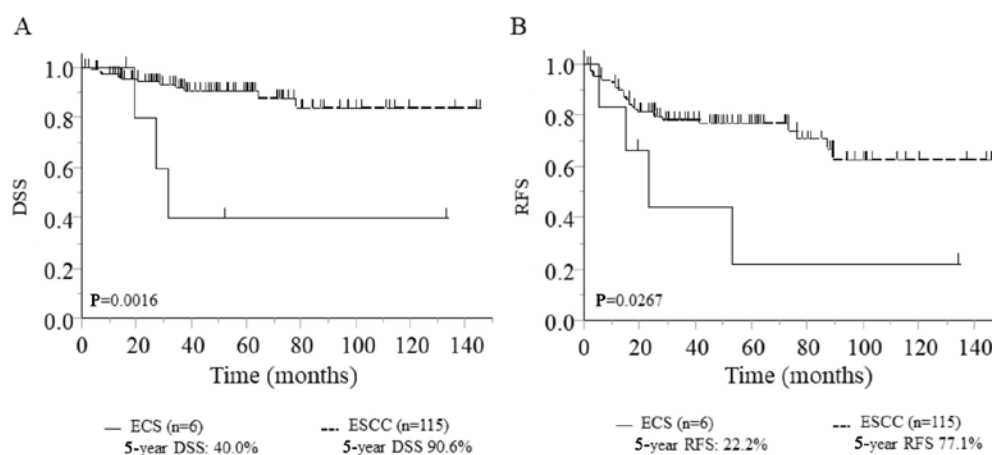 A
1.0
0.8
0.6
0.4
0.2
0.0
DSS
P=0.0016
0 20 40 60 80 100 120 140
Time (months)
ECS (n=6)
5-year DSS: 40.0%
ESCC (n=115)
5-year DSS 90.6%
B
1.0
0.8
0.6
0.4
0.2
0.0
RFS
P=0.0267
0 20 40 60 80 100 120 140
Time (months)
ECS (n=6)
5-year RFS: 22.2%
ESCC (n=115)
5-year RFS 77.1%